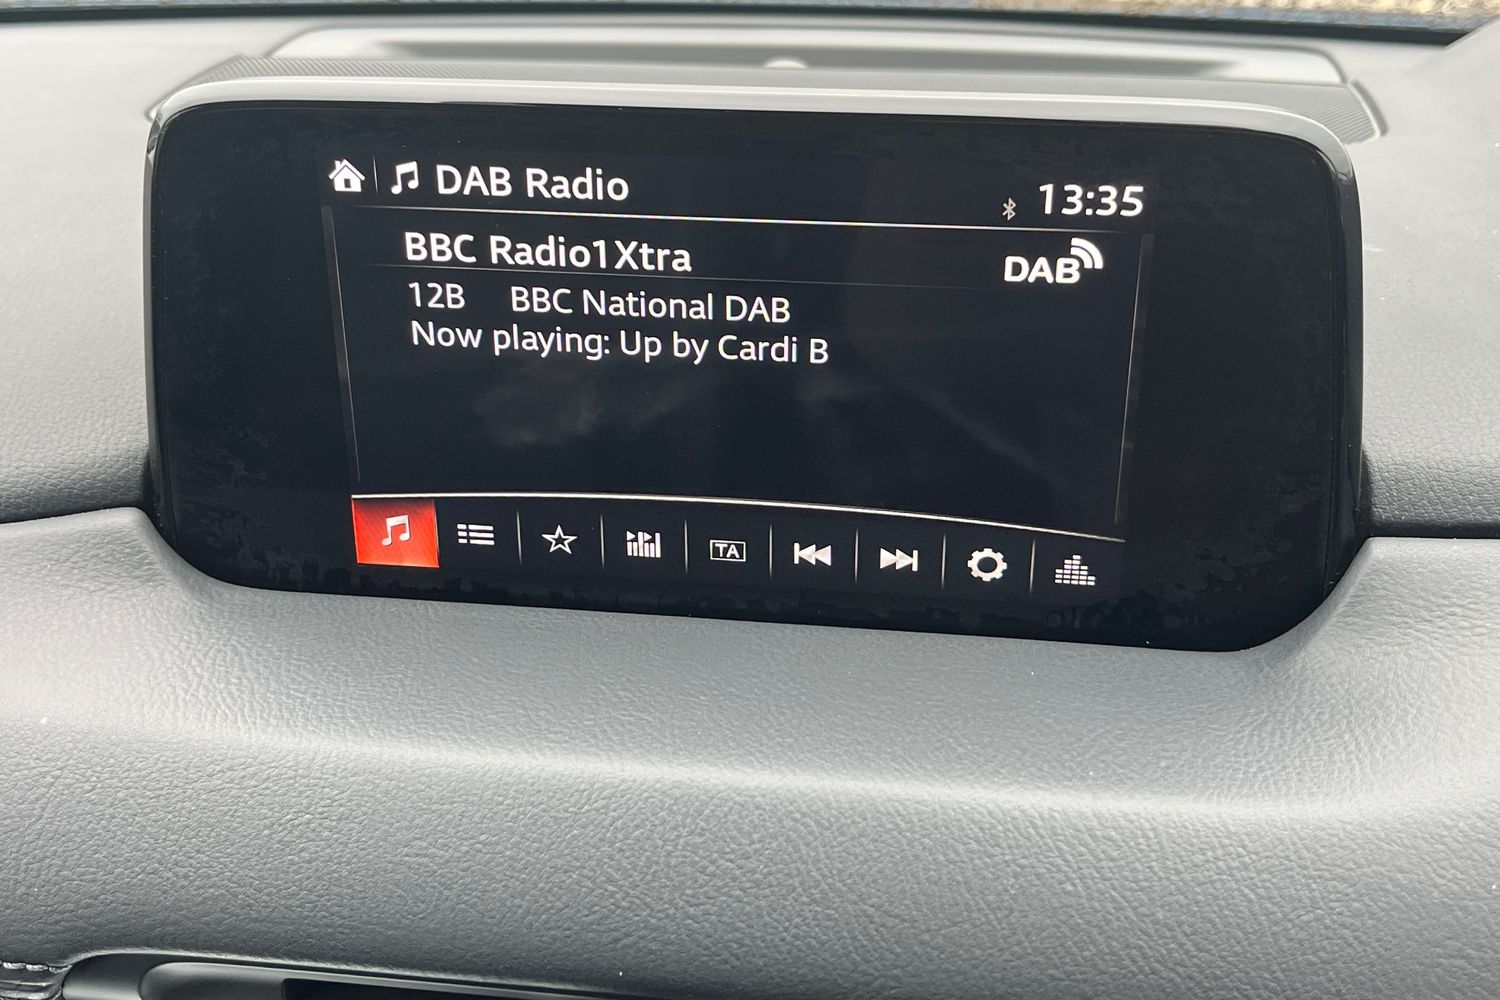 DAB Radio
13:35
BBC Radio1Xtra
DAB
12B BBC National DAB
Now playing: Up by Cardi B
TA